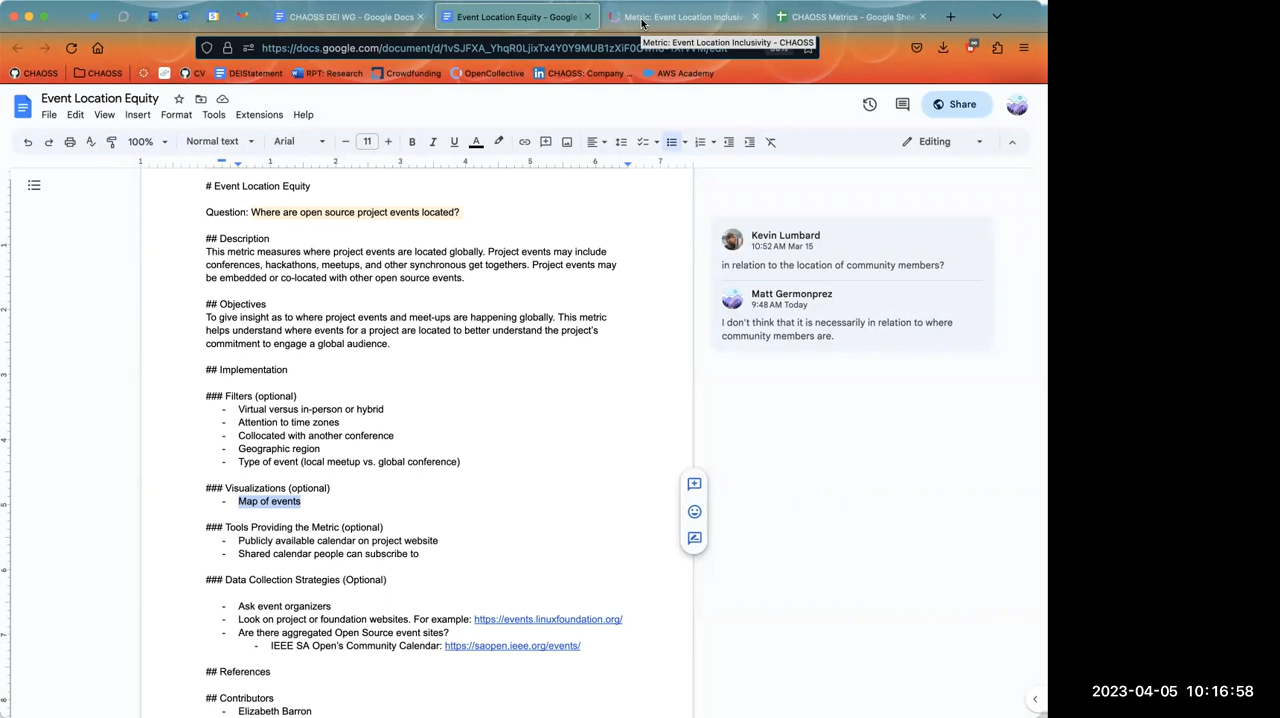 CHAOSS DEI WG - Google Docs
Event Location Equity - Google
Metric: Event Location Inclusiv
CHAOSS Metrics - Google She
Metric: Event Location Inclusivity - CHAOSS
CHAOSS
CHAOSS
CV
DEIStatement
RPT: Research
Crowdfunding
OpenCollective
CHAOSS: Company ...
AWS Academy
Event Location Equity
File Edit View Insert Format Tools Extensions Help
Share
100%
Normal text
Arial
11
Editing
# Event Location Equity
Question: Where are open source project events located?
## Description
This metric measures where project events are located globally. Project events may include
conferences, hackathons, meetups, and other synchronous get togethers. Project events may
be embedded or co-located with other open source events.
## Objectives
To give insight as to where project events and meet-ups are happening globally. This metric
helps understand where events for a project are located to better understand the project's
commitment to engage a global audience.
## Implementation
### Filters (optional)
- Virtual versus in-person or hybrid
- Attention to time zones
- Collocated with another conference
- Geographic region
- Type of event (local meetup vs. global conference)
### Visualizations (optional)
- Map of events
### Tools Providing the Metric (optional)
- Publicly available calendar on project website
- Shared calendar people can subscribe to
### Data Collection Strategies (Optional)
- Ask event organizers
- Look on project or foundation websites. For example: https://events.linuxfoundation.org/
- Are there aggregated Open Source event sites?
- IEEE SA Open's Community Calendar: https://saopen.ieee.org/events/
## References
## Contributors
- Elizabeth Barron
Kevin Lumbard
10:52 AM Mar 15
in relation to the location of community members?
Matt Germonprez
9:48 AM Today
I don't think that it is necessarily in relation to where
community members are.
2023-04-05 10:16:58